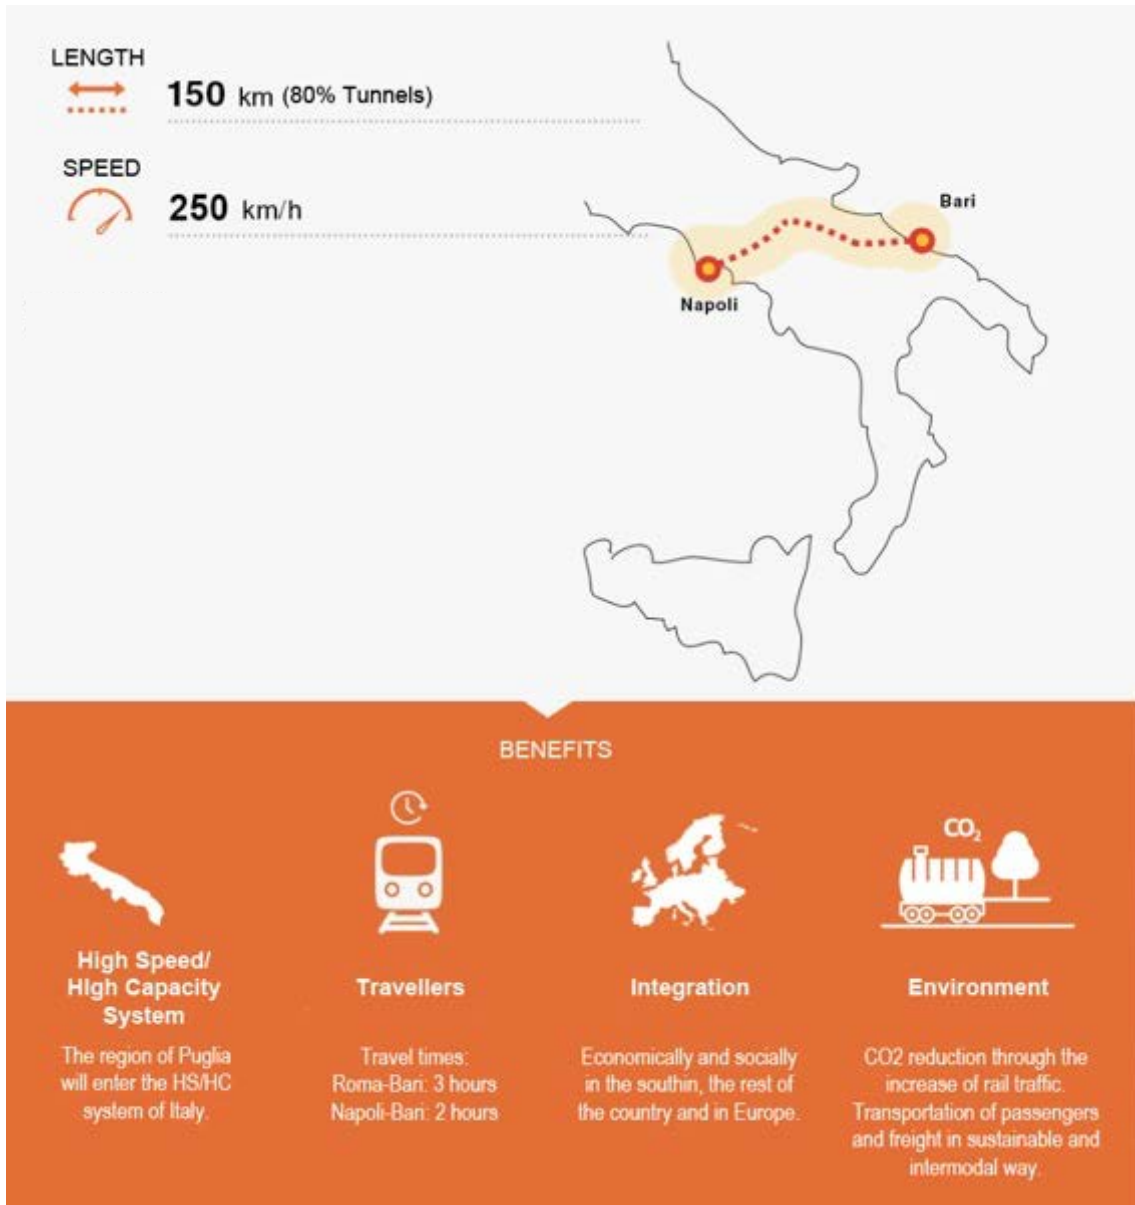 LENGTH
150 km (80% Tunnels)
SPEED
250 km/h
Bari
Napoli
BENEFITS
CO2
High Speed/
HIgh Capacity
System
The region of Puglia
will enter the HS/HC
system of Italy.
Travellers
Travel times:
Roma-Bari: 3 hours
Napoli-Bari: 2 hours
Integration
Economically and socially
in the southin, the rest of
the country and in Europe.
Environment
CO2 reduction through the
increase of rail traffic.
Transportation of passengers
and freight in sustainable and
intermodal way.